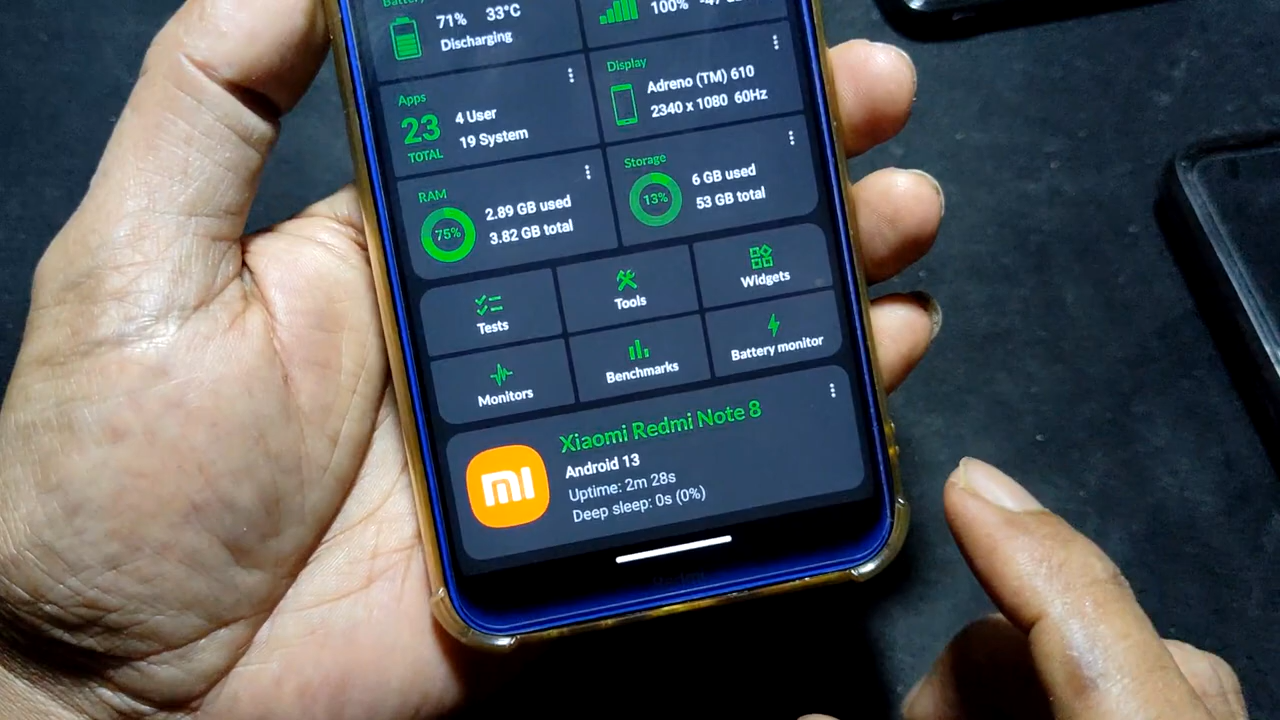 71% 33°C
Discharging
100%
Apps
23
TOTAL
4 User
19 System
Display
Adreno (TM) 610
2340 x 1080 60Hz
RAM
75%
2.89 GB used
3.82 GB total
Storage
13%
6 GB used
53 GB total
Tests
Tools
Widgets
Monitors
Benchmarks
Battery monitor
mi
Xiaomi Redmi Note 8
Android 13
Uptime: 2m 28s
Deep sleep: 0s (0%)